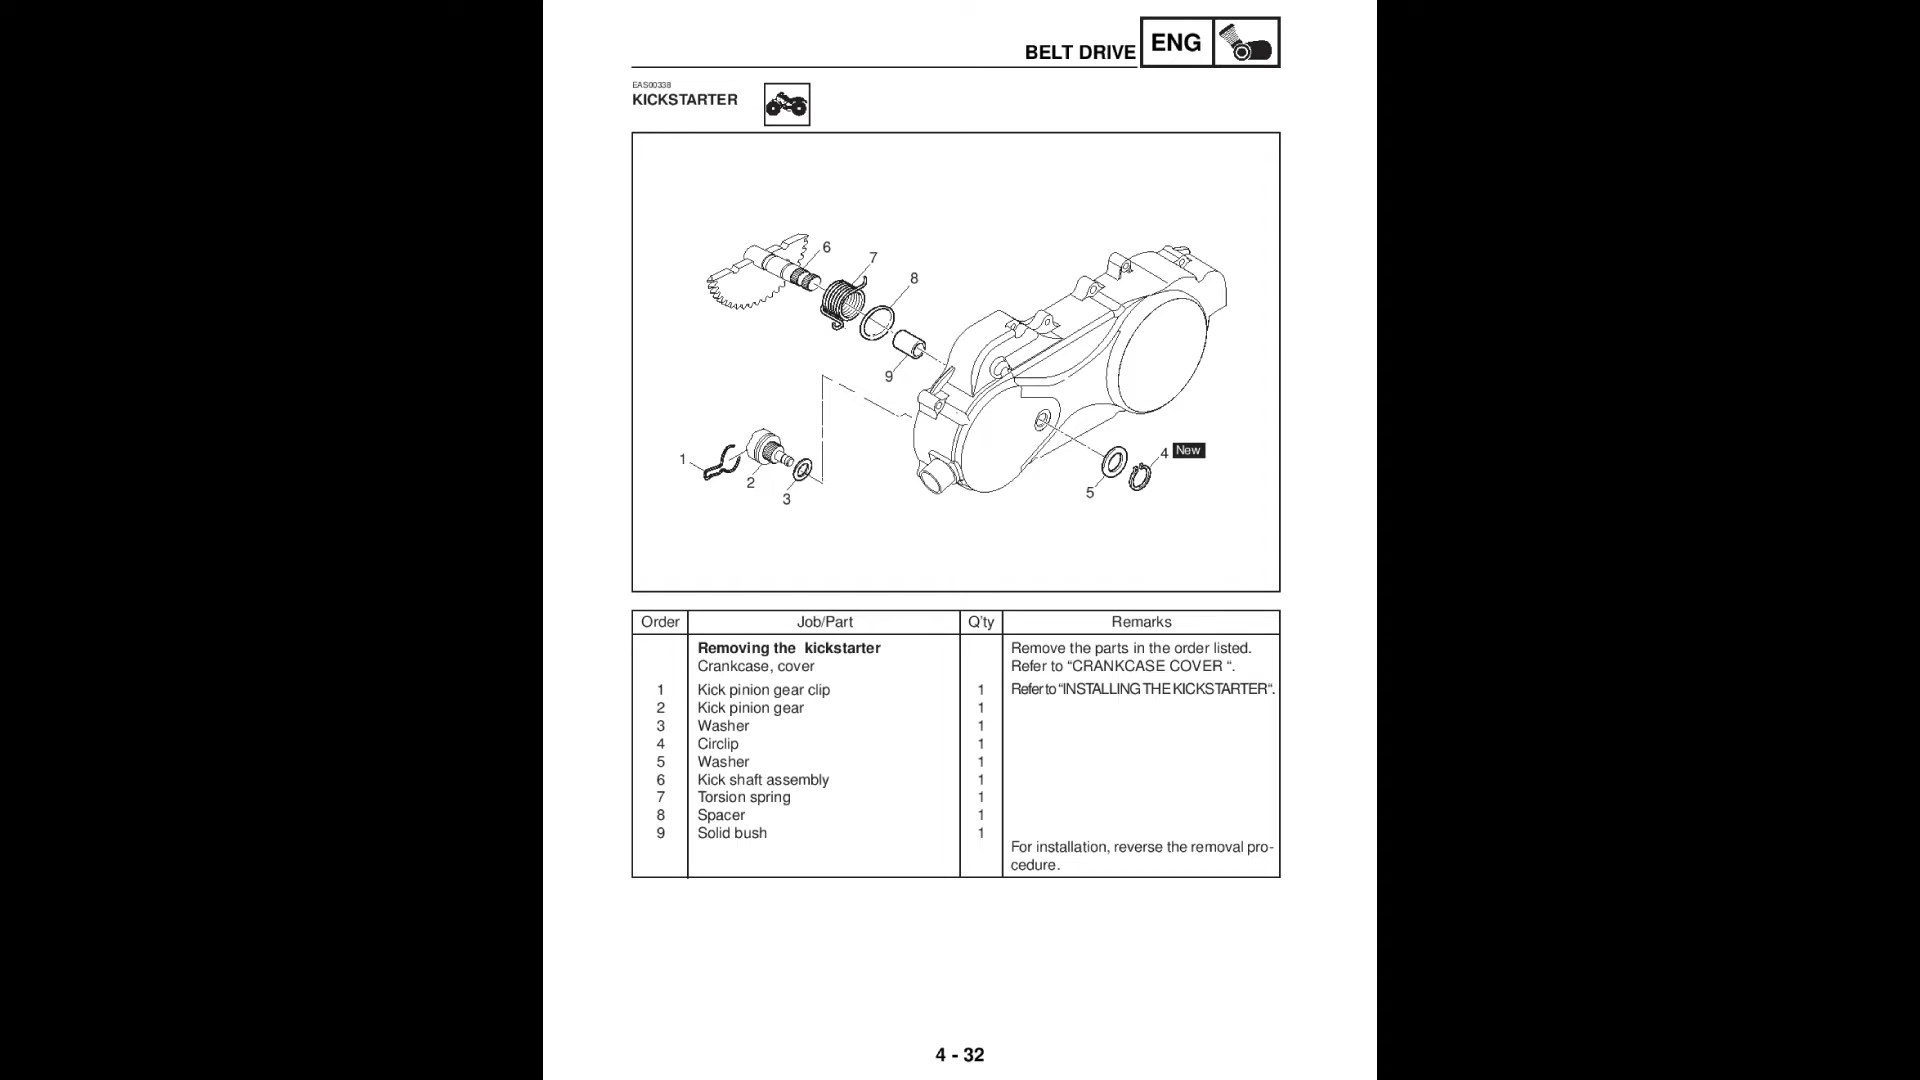 BELT DRIVE ENG
EAS00338
KICKSTARTER
6
7
8
9
1
2
3
4 New
5
Order Job/Part Q'ty Remarks
Removing the kickstarter Remove the parts in the order listed.
Crankcase, cover Refer to “CRANKCASE COVER “.
1 Kick pinion gear clip 1 Refer to “INSTALLING THE KICKSTARTER“.
2 Kick pinion gear 1
3 Washer 1
4 Circlip 1
5 Washer 1
6 Kick shaft assembly 1
7 Torsion spring 1
8 Spacer 1
9 Solid bush 1
For installation, reverse the removal pro-
cedure.
4 - 32